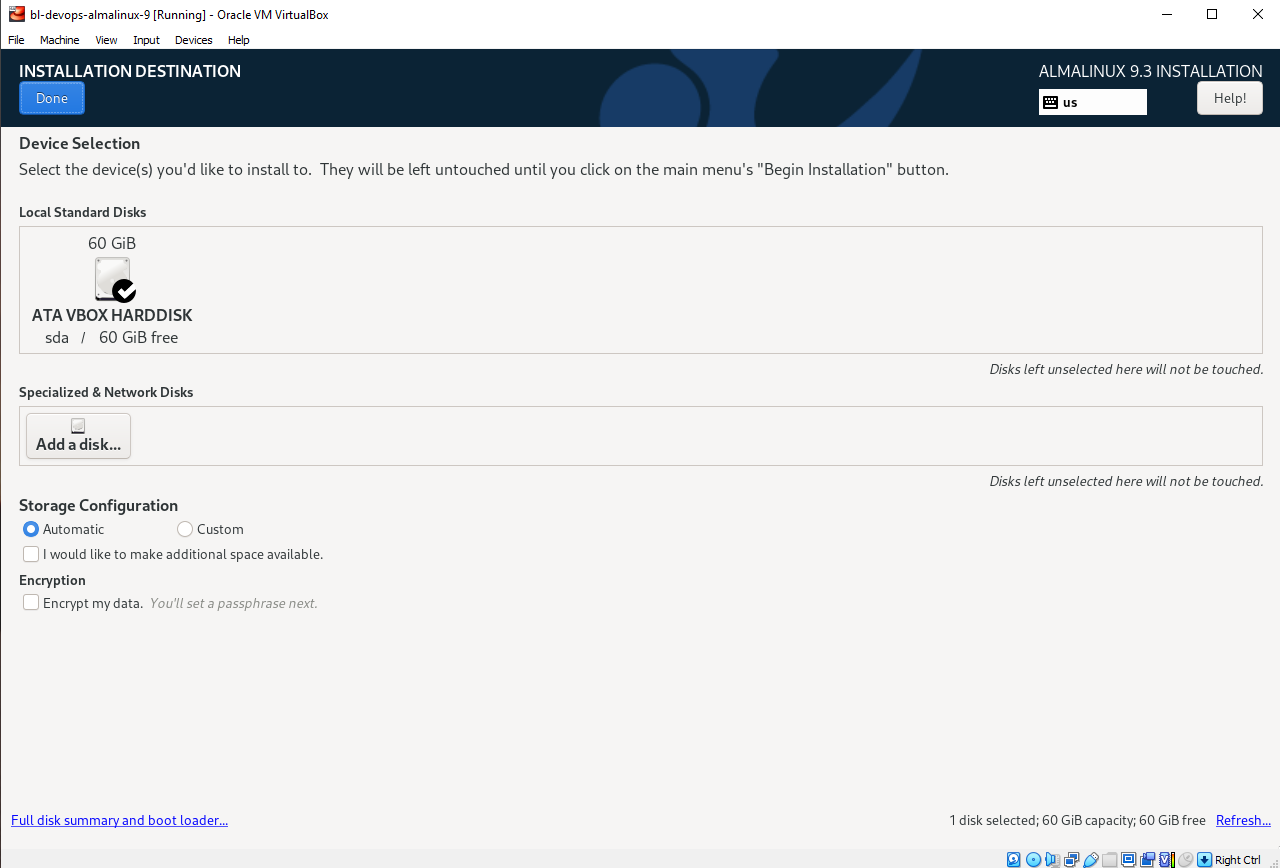 bl-devops-almalinux-9 [Running] - Oracle VM VirtualBox
File Machine View Input Devices Help
INSTALLATION DESTINATION
Done
ALMALINUX 9.3 INSTALLATION
us
Help!
Device Selection
Select the device(s) you'd like to install to.  They will be left untouched until you click on the main menu's "Begin Installation" button.
Local Standard Disks
60 GiB
ATA VBOX HARDDISK
sda / 60 GiB free
Disks left unselected here will not be touched.
Specialized & Network Disks
Add a disk...
Disks left unselected here will not be touched.
Storage Configuration
Automatic Custom
I would like to make additional space available.
Encryption
Encrypt my data. You'll set a passphrase next.
Full disk summary and boot loader... 1 disk selected; 60 GiB capacity; 60 GiB free Refresh...
Right Ctrl